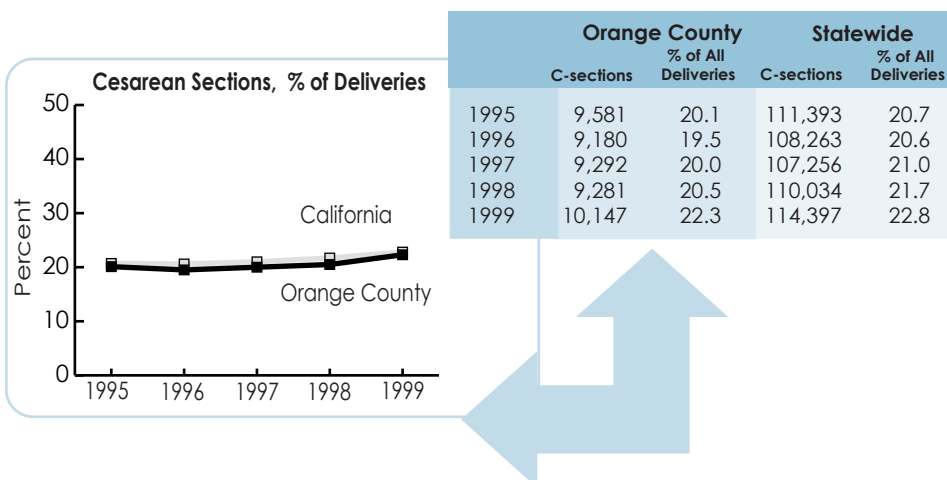 Cesarean Sections, % of Deliveries
50
40
30
20
10
0
Percent
California
Orange County
1995 1996 1997 1998 1999
Orange County Statewide
C-sections % of All Deliveries C-sections % of All Deliveries
1995 9,581 20.1 111,393 20.7
1996 9,180 19.5 108,263 20.6
1997 9,292 20.0 107,256 21.0
1998 9,281 20.5 110,034 21.7
1999 10,147 22.3 114,397 22.8